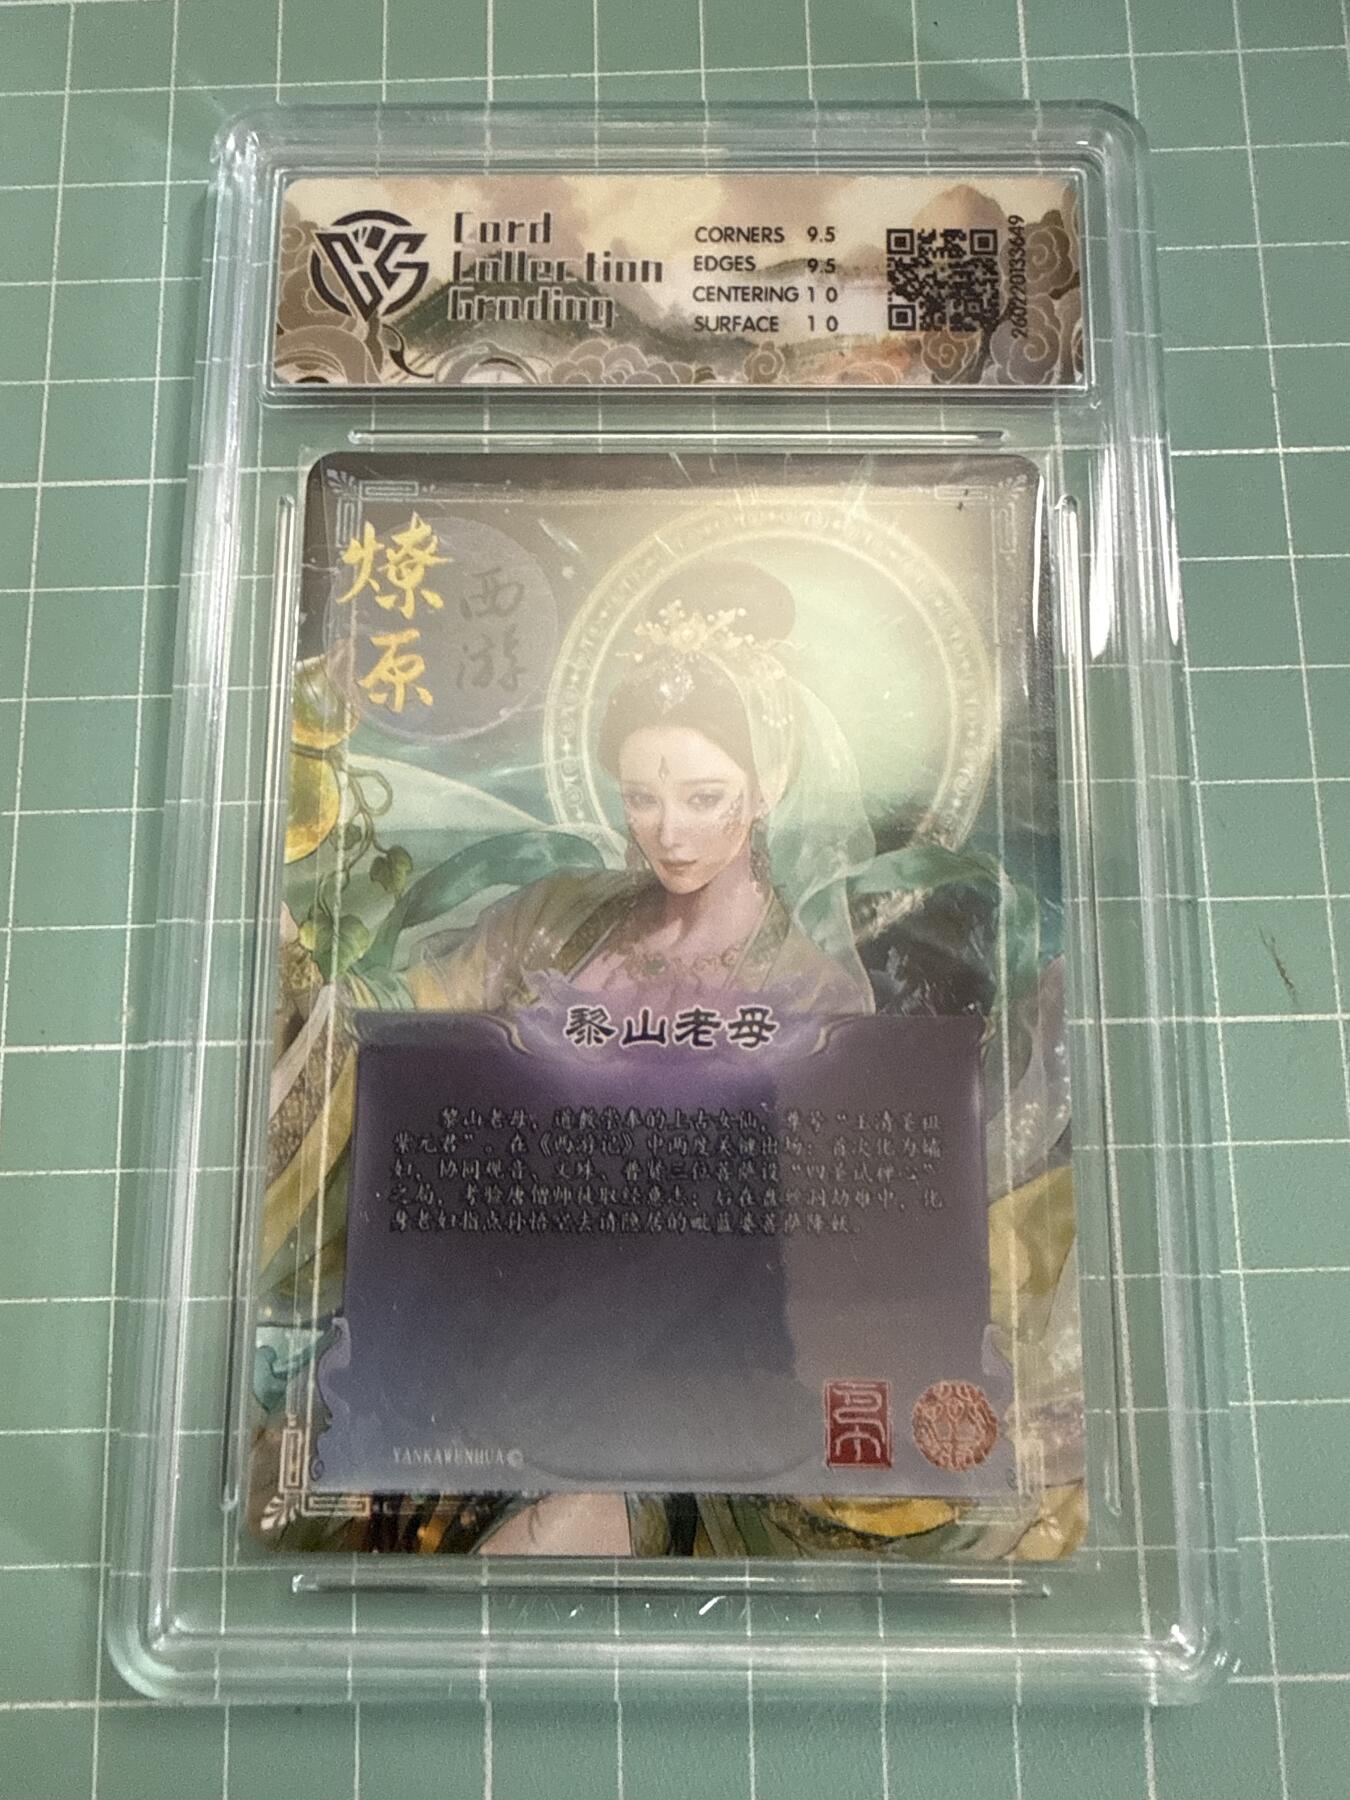 Card
Collection
Grading
CORNERS 9.5
EDGES 9.5
CENTERING 10
SURFACE 10
260220133649
燎原
西游
黎山老母
黎山老母，道教尊奉的上古女仙，尊号“玉清圣祖
紫元君”。在《西游记》中两度关键出场：首次化为孀
妇，协同观音、文殊、普贤三位菩萨设“四圣试禅心”
之局，考验唐僧师徒取经意志；后在盘丝洞劫难中，化
身老妇指点孙悟空去请隐居的毗蓝婆菩萨降妖。
YANKAWENHUA©